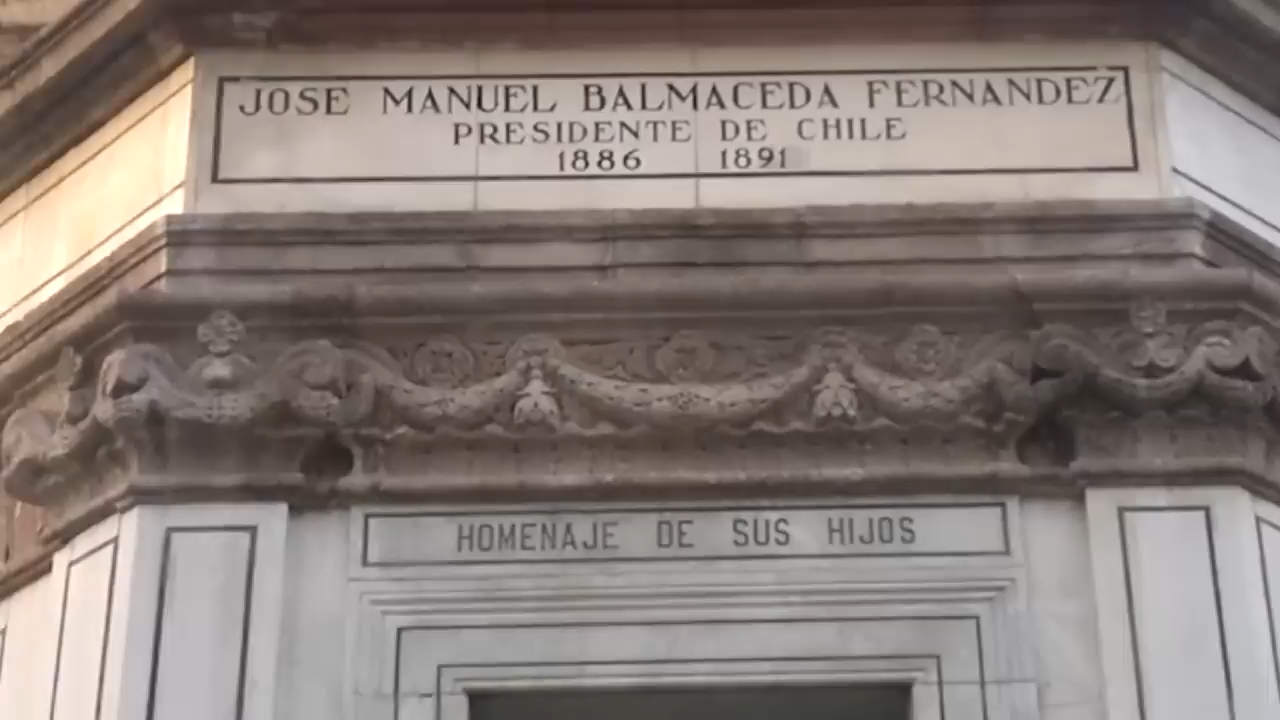 JOSE MANUEL BALMACEDA FERNANDEZ
PRESIDENTE DE CHILE
1886 1891
HOMENAJE DE SUS HIJOS